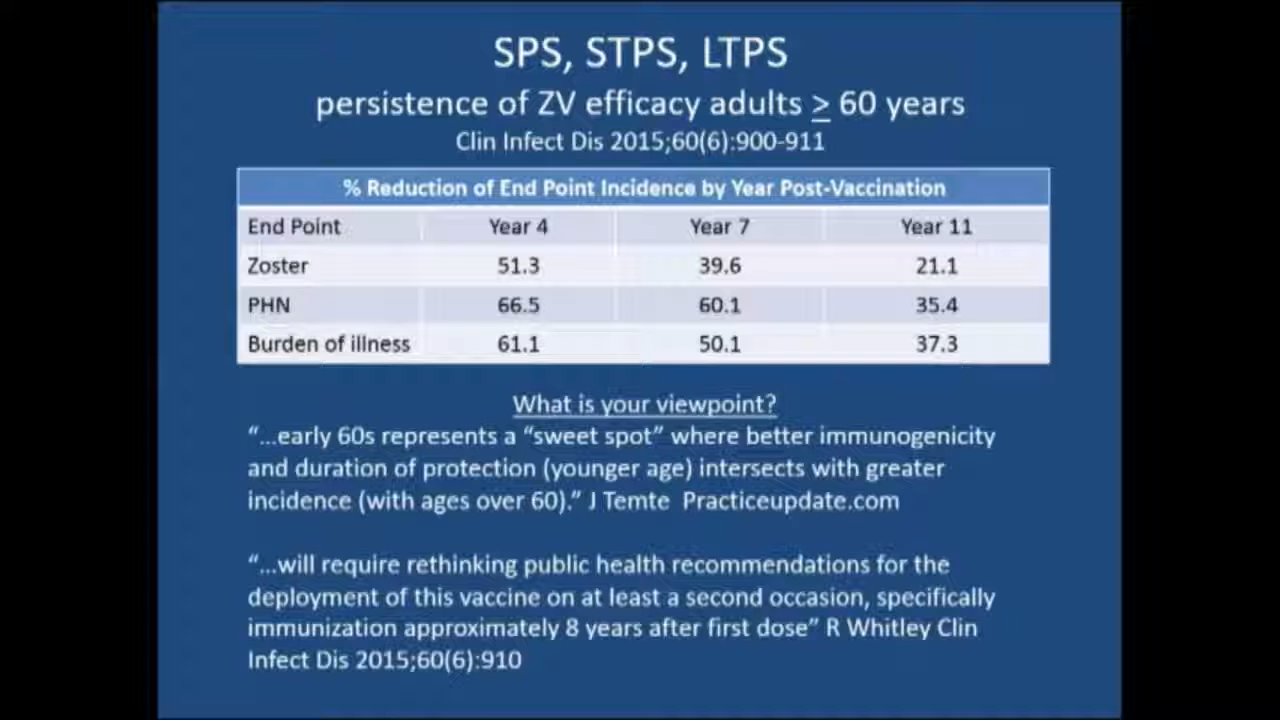 SPS, STPS, LTPS
persistence of ZV efficacy adults ≥ 60 years
Clin Infect Dis 2015;60(6):900-911
% Reduction of End Point Incidence by Year Post-Vaccination
End Point Year 4 Year 7 Year 11
Zoster 51.3 39.6 21.1
PHN 66.5 60.1 35.4
Burden of illness 61.1 50.1 37.3
What is your viewpoint?
“...early 60s represents a “sweet spot” where better immunogenicity
and duration of protection (younger age) intersects with greater
incidence (with ages over 60).” J Temte Practiceupdate.com
“...will require rethinking public health recommendations for the
deployment of this vaccine on at least a second occasion, specifically
immunization approximately 8 years after first dose” R Whitley Clin
Infect Dis 2015;60(6):910